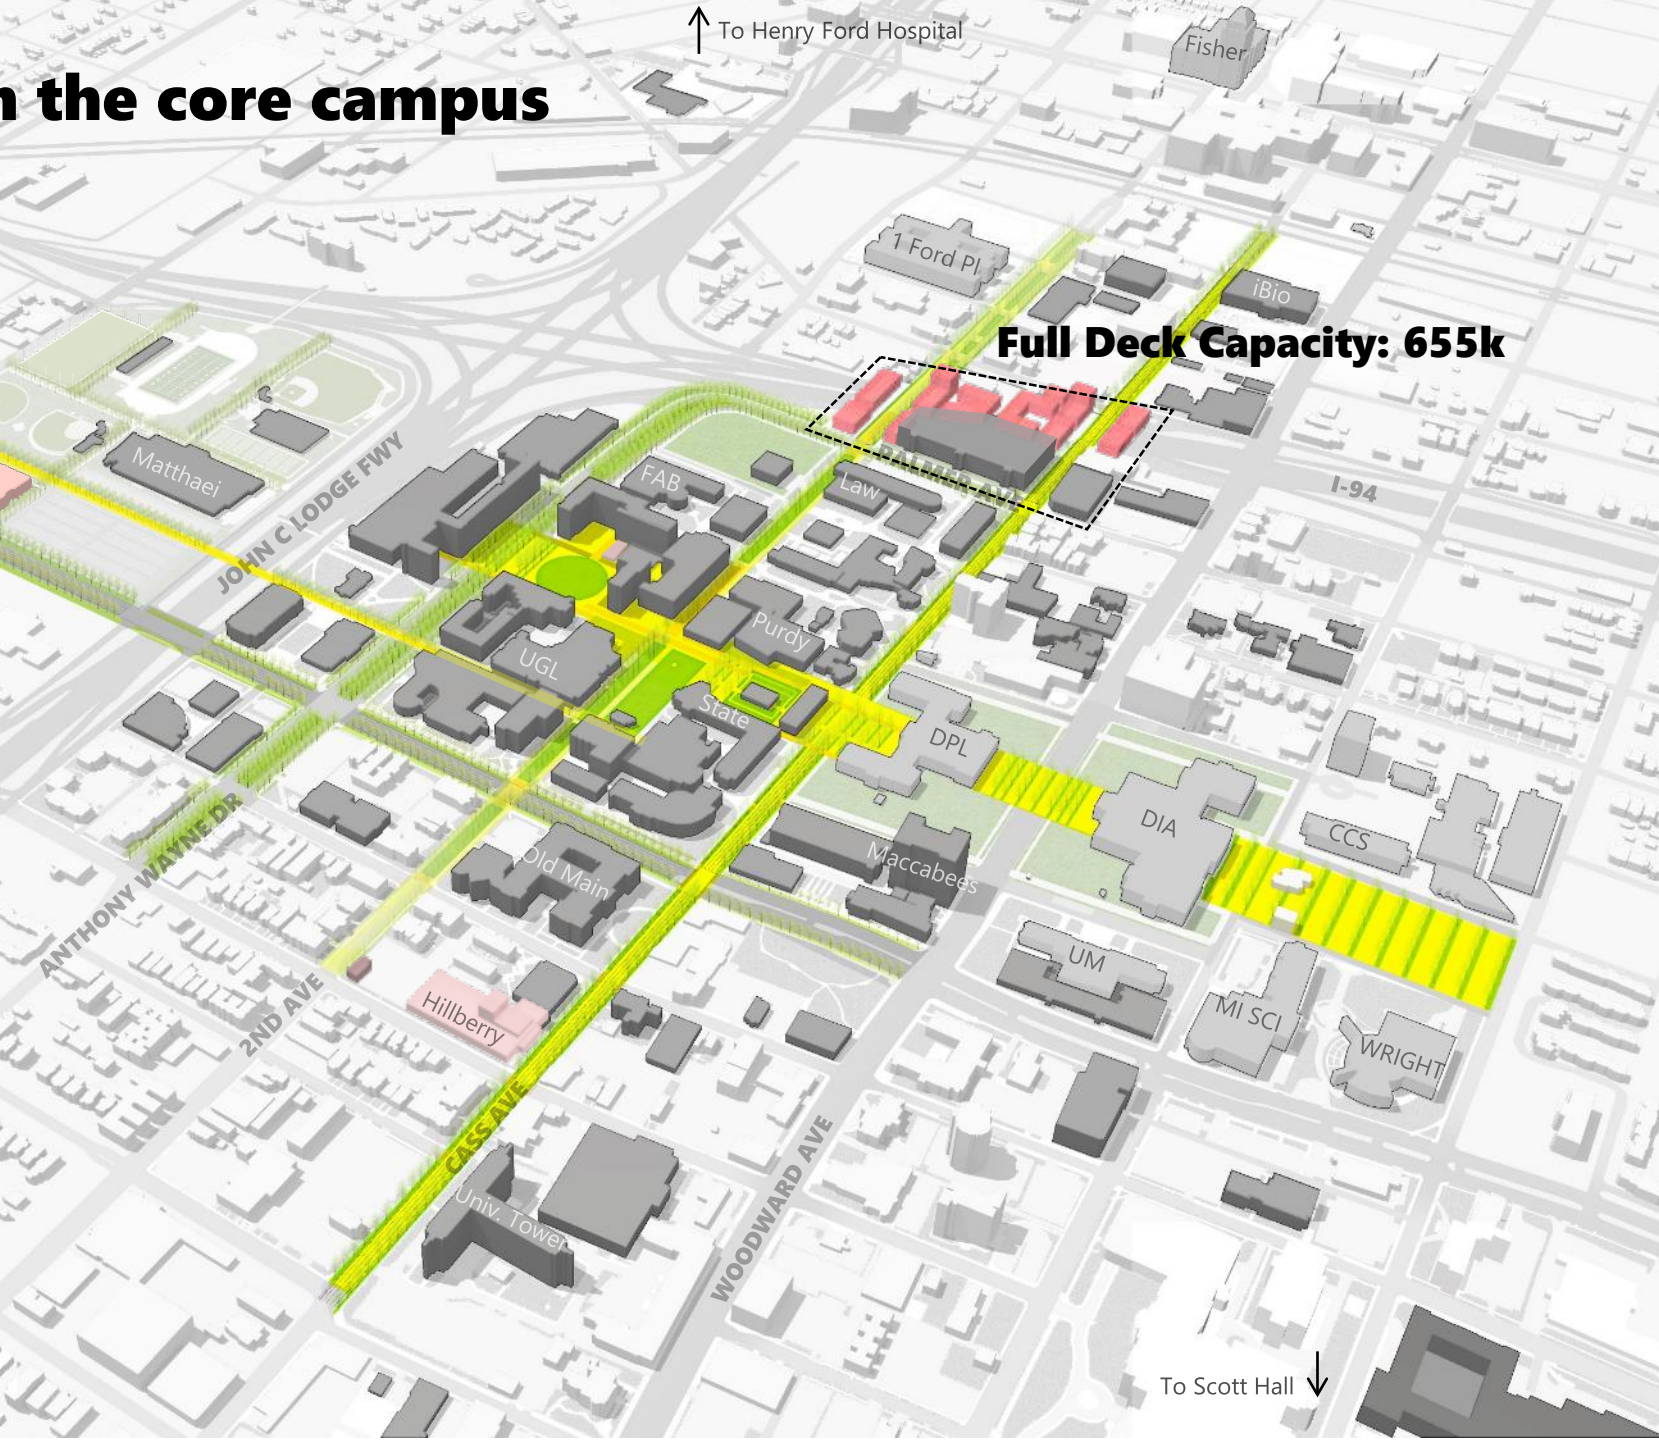 To Henry Ford Hospital
Fisher
the core campus
1 Ford Pl
iBio
Full Deck Capacity: 655k
Matthaei
JOHN C LODGE FWY
FAB
Law
PALMER AVE
I-94
Purdy
UGL
State
DPL
DIA
CCS
ANTHONY WAYNE DR
Old Main
Maccabees
UM
2ND AVE
Hillberry
MI SCI
WRIGHT
CASS AVE
Univ. Tower
WOODWARD AVE
To Scott Hall